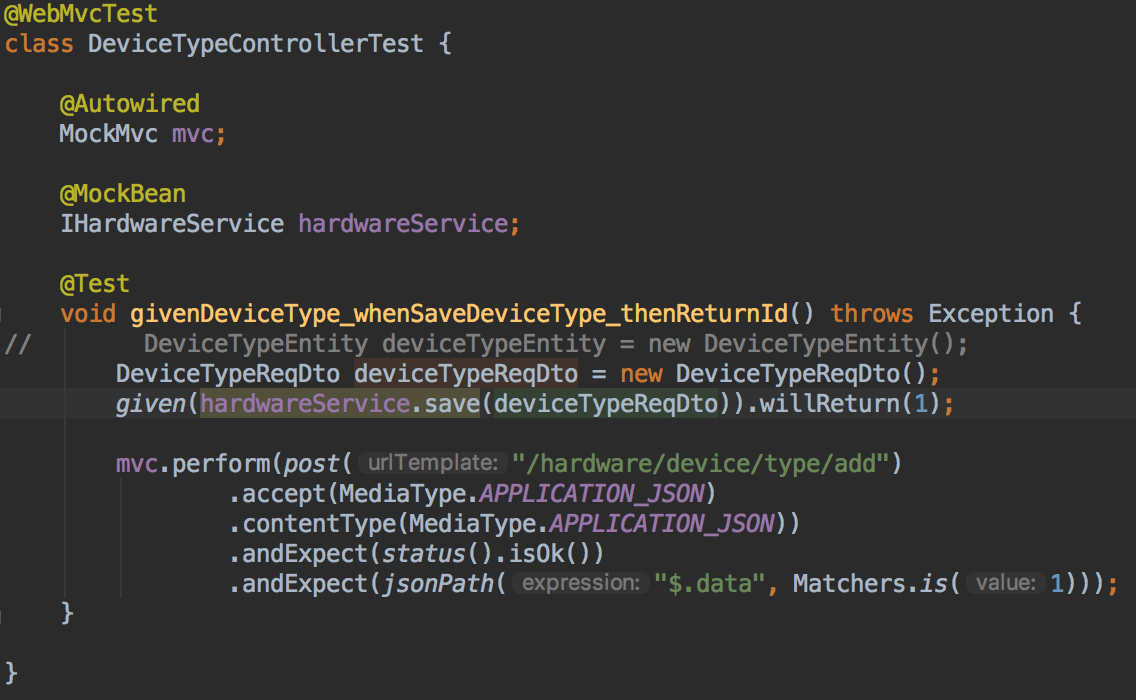 @WebMvcTest
class DeviceTypeControllerTest {
@Autowired
MockMvc mvc;
@MockBean
IHardwareService hardwareService;
@Test
void givenDeviceType_whenSaveDeviceType_thenReturnId() throws Exception {
// DeviceTypeEntity deviceTypeEntity = new DeviceTypeEntity();
DeviceTypeReqDto deviceTypeReqDto = new DeviceTypeReqDto();
given(hardwareService.save(deviceTypeReqDto)).willReturn(1);
mvc.perform(post( urlTemplate: "/hardware/device/type/add")
.accept(MediaType.APPLICATION_JSON)
.contentType(MediaType.APPLICATION_JSON))
.andExpect(status().isOk())
.andExpect(jsonPath( expression: "$.data", Matchers.is( value: 1)));
}
}